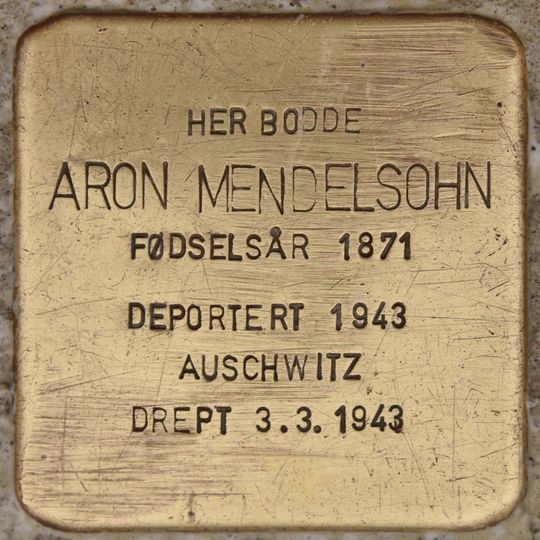 HER BODDE
ARON MENDELSOHN
FØDSELSÅR 1871
DEPORTERT 1943
AUSCHWITZ
DREPT 3.3.1943